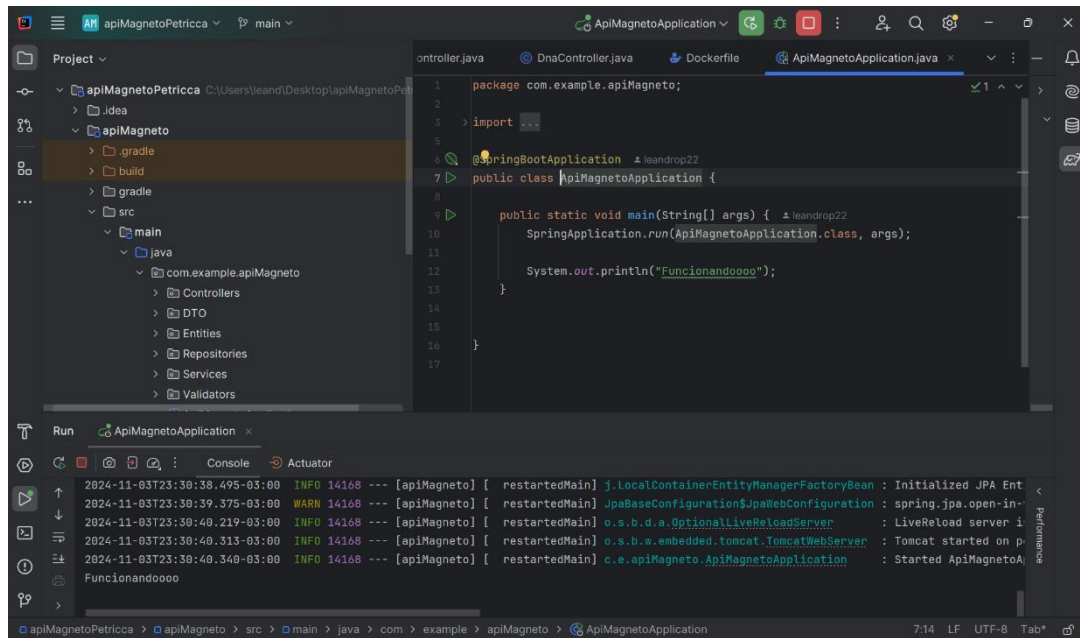 AM apiMagnetoPetricca main ApiMagnetoApplication
Project
ontroller.java DnaController.java Dockerfile ApiMagnetoApplication.java
apiMagnetoPetricca C:\Users\leand\Desktop\apiMagnetoPet
.idea
apiMagneto
.gradle
build
gradle
src
main
java
com.example.apiMagneto
Controllers
DTO
Entities
Repositories
Services
Validators
1 package com.example.apiMagneto; 1
2
3 import ...
5
6 @SpringBootApplication leandrop22
7 public class ApiMagnetoApplication {
8
9 public static void main(String[] args) { leandrop22
10 SpringApplication.run(ApiMagnetoApplication.class, args);
11
12 System.out.println("Funcionandoooo");
13 }
14
15
16 }
17
Run ApiMagnetoApplication
Console Actuator
2024-11-03T23:30:38.495-03:00 INFO 14168 --- [apiMagneto] [ restartedMain] j.LocalContainerEntityManagerFactoryBean : Initialized JPA Ent
2024-11-03T23:30:39.375-03:00 WARN 14168 --- [apiMagneto] [ restartedMain] JpaBaseConfiguration$JpaWebConfiguration : spring.jpa.open-in-
2024-11-03T23:30:40.219-03:00 INFO 14168 --- [apiMagneto] [ restartedMain] o.s.b.d.a.OptionalLiveReloadServer : LiveReload server i
2024-11-03T23:30:40.313-03:00 INFO 14168 --- [apiMagneto] [ restartedMain] o.s.b.w.embedded.tomcat.TomcatWebServer : Tomcat started on p
2024-11-03T23:30:40.340-03:00 INFO 14168 --- [apiMagneto] [ restartedMain] c.e.apiMagneto.ApiMagnetoApplication : Started ApiMagnetoA
Funcionandoooo
Performance
apiMagnetoPetricca > apiMagneto > src > main > java > com > example > apiMagneto > ApiMagnetoApplication 7:14 LF UTF-8 Tab*